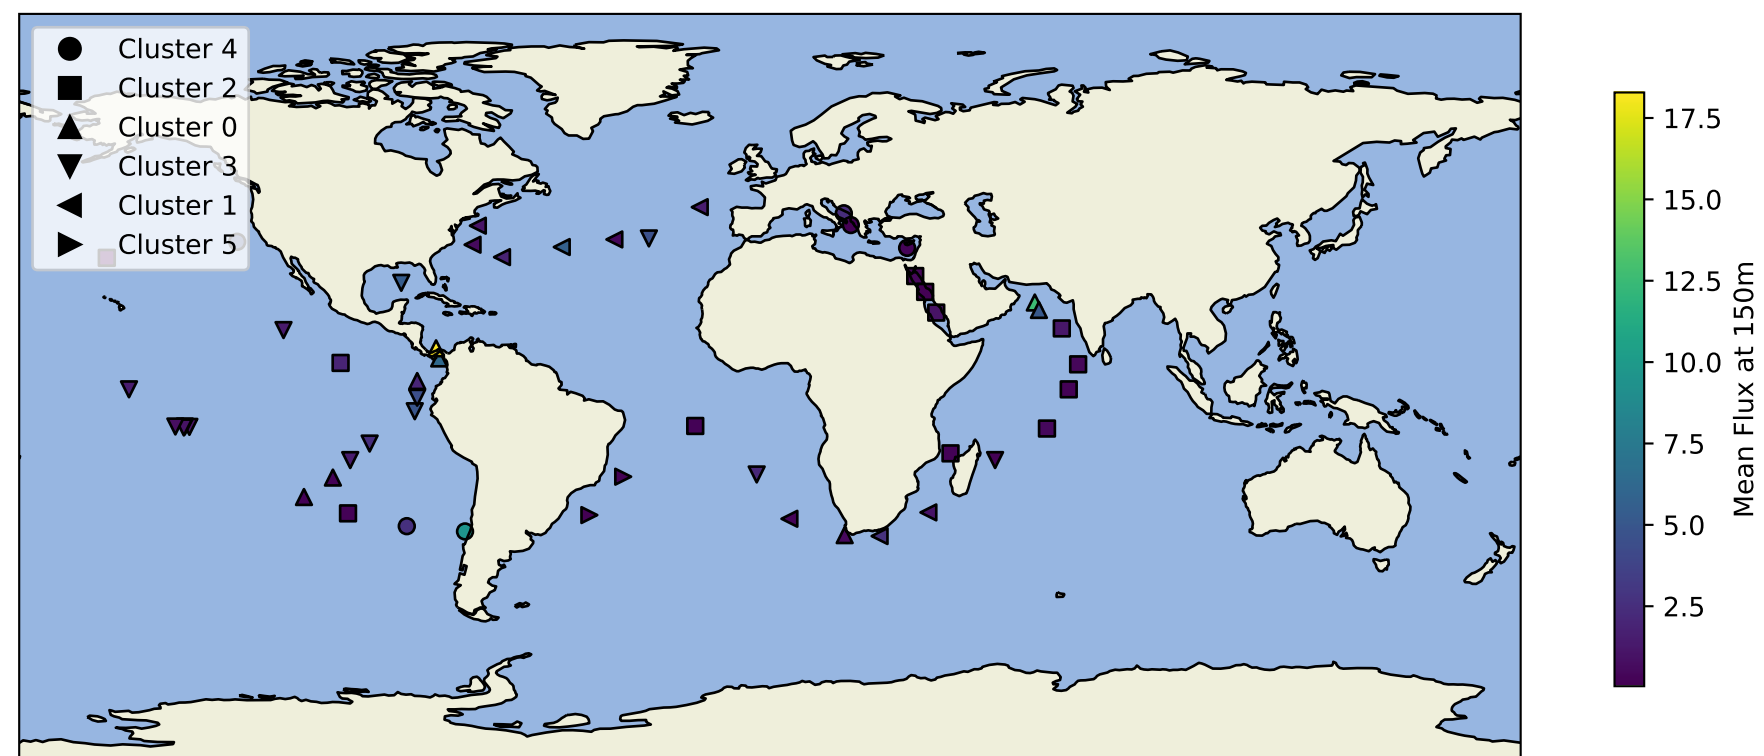 Cluster 4
Cluster 2
Cluster 0
Cluster 3
Cluster 1
Cluster 5
17.5
15.0
12.5
10.0
7.5
5.0
2.5
Mean Flux at 150m